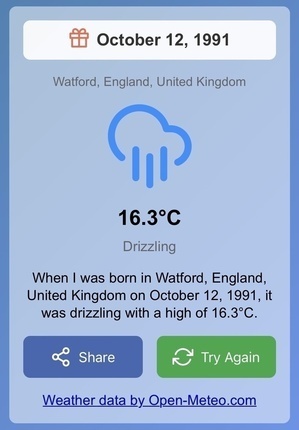 October 12, 1991
Watford, England, United Kingdom
16.3°C
Drizzling
When I was born in Watford, England,
United Kingdom on October 12, 1991, it
was drizzling with a high of 16.3°C.
Share
Try Again
Weather data by Open-Meteo.com